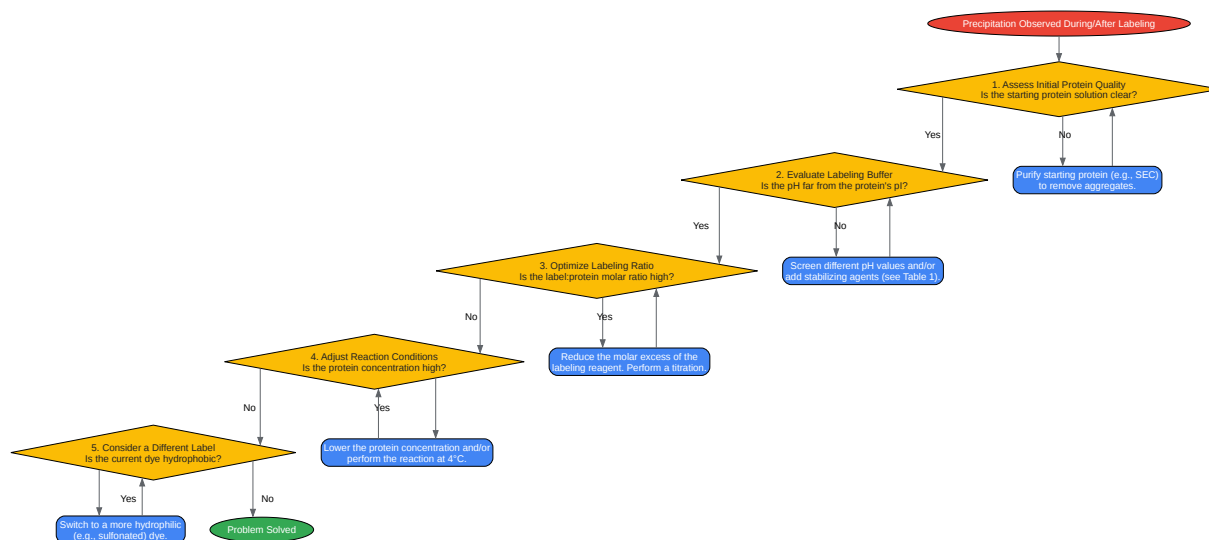 Precipitation Observed During/After Labeling
1. Assess Initial Protein Quality
Is the starting protein solution clear?
Yes
No
Purify starting protein (e.g., SEC)
to remove aggregates.
2. Evaluate Labeling Buffer
Is the pH far from the protein's pI?
Yes
No
Screen different pH values and/or
add stabilizing agents (see Table 1).
3. Optimize Labeling Ratio
Is the label:protein molar ratio high?
No
Yes
Reduce the molar excess of the
labeling reagent. Perform a titration.
4. Adjust Reaction Conditions
Is the protein concentration high?
No
Yes
Lower the protein concentration and/or
perform the reaction at 4°C.
5. Consider a Different Label
Is the current dye hydrophobic?
Yes
No
Switch to a more hydrophilic
(e.g., sulfonated) dye.
Problem Solved